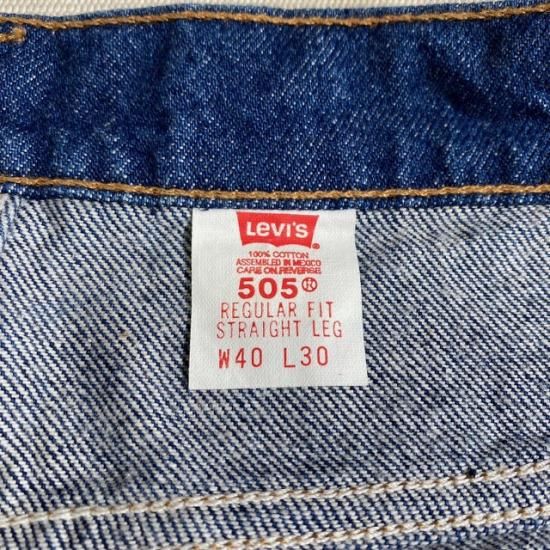 Levi's ®
100% COTTON
ASSEMBLED IN MEXICO
CARE ON REVERSE
505®
REGULAR FIT
STRAIGHT LEG
W40 L30